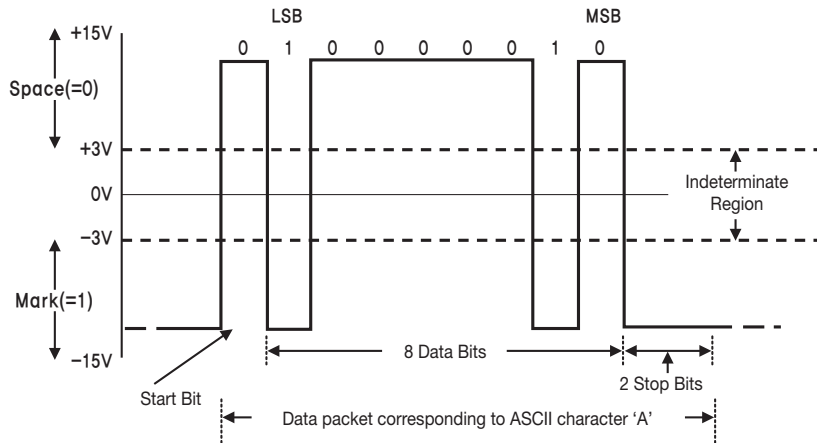 LSB MSB
+15V
0 1 0 0 0 0 0 1 0
Space(=0)
+3V
Indeterminate
Region
0V
−3V
Mark(=1)
8 Data Bits
−15V
2 Stop Bits
Start Bit
Data packet corresponding to ASCII character ‘A’